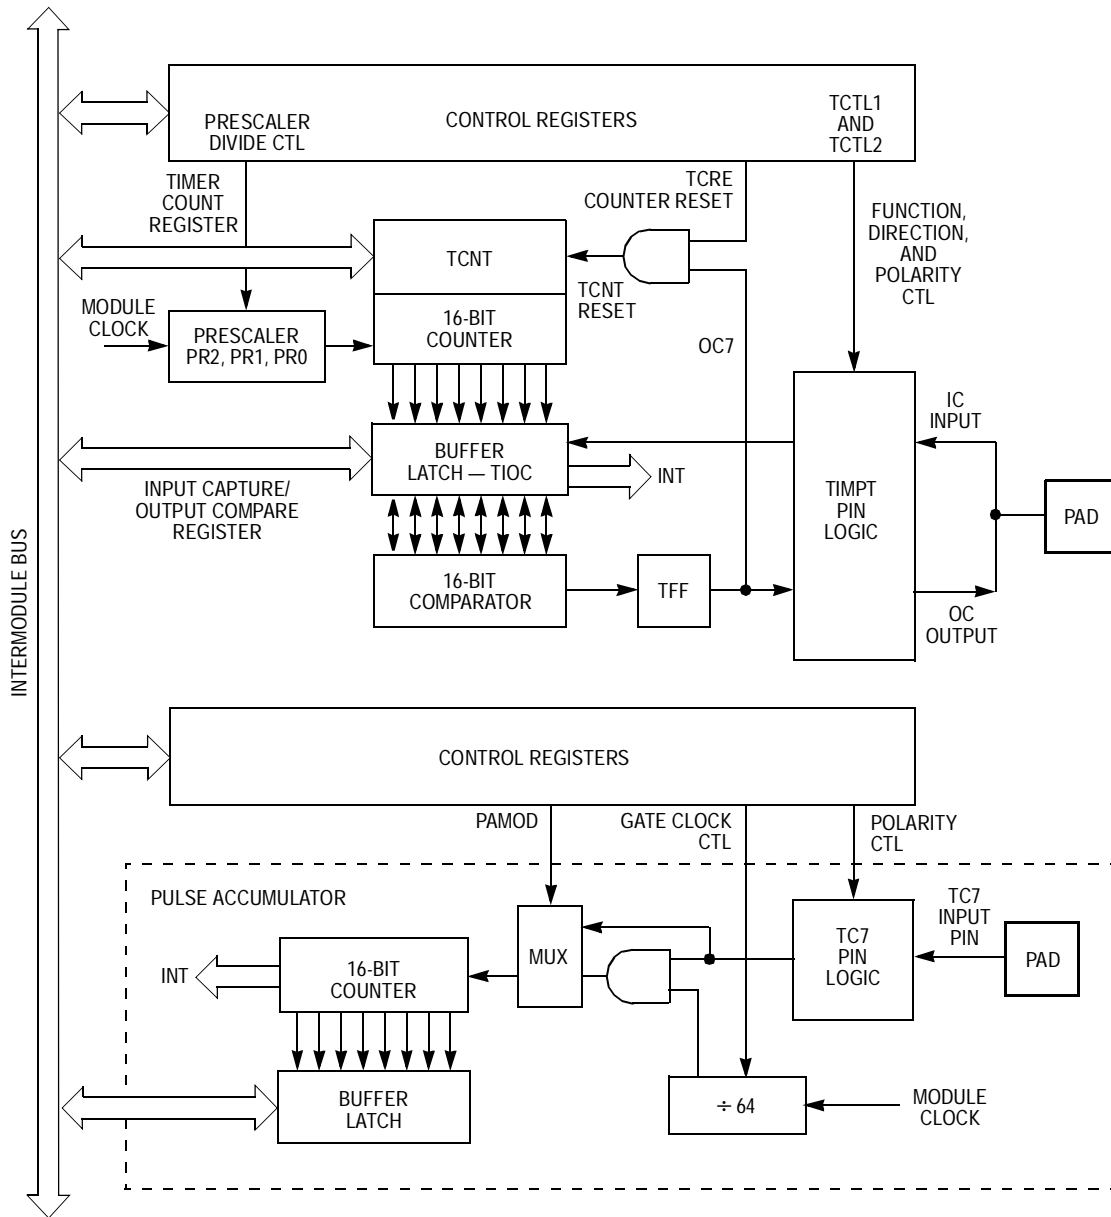 INTERMODULE BUS
PRESCALER
DIVIDE CTL
CONTROL REGISTERS
TCTL1
AND
TCTL2
TIMER
COUNT
REGISTER
TCRE
COUNTER RESET
FUNCTION,
DIRECTION,
AND
POLARITY
CTL
TCNT
TCNT
RESET
MODULE
CLOCK
PRESCALER
PR2, PR1, PR0
16-BIT
COUNTER
OC7
BUFFER
LATCH — TIOC
INT
INPUT CAPTURE/
OUTPUT COMPARE
REGISTER
TIMPT
PIN
LOGIC
IC
INPUT
PAD
16-BIT
COMPARATOR
TFF
OC
OUTPUT
CONTROL REGISTERS
PAMOD
GATE CLOCK
CTL
POLARITY
CTL
PULSE ACCUMULATOR
INT
16-BIT
COUNTER
MUX
TC7
PIN
LOGIC
TC7
INPUT
PIN
PAD
BUFFER
LATCH
÷ 64
MODULE
CLOCK